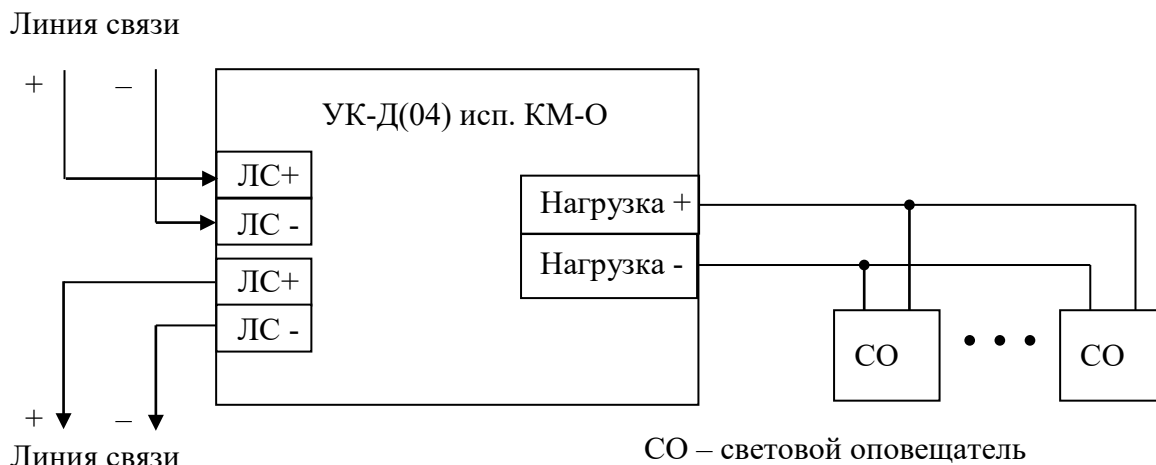 Линия связи
+ –
УК-Д(04) исп. КМ-О
ЛС+
ЛС -
ЛС+
ЛС -
Нагрузка +
Нагрузка -
СО • • • СО
+ –
Линия связи
СО – световой оповещатель